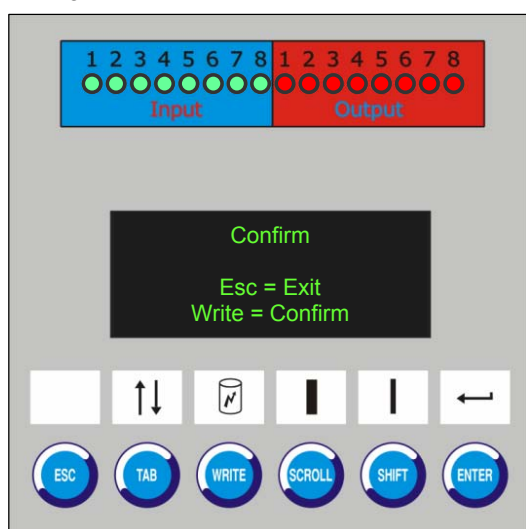 1 2 3 4 5 6 7 8 1 2 3 4 5 6 7 8
Input Output
Confirm
Esc = Exit
Write = Confirm
ESC TAB WRITE SCROLL SHIFT ENTER